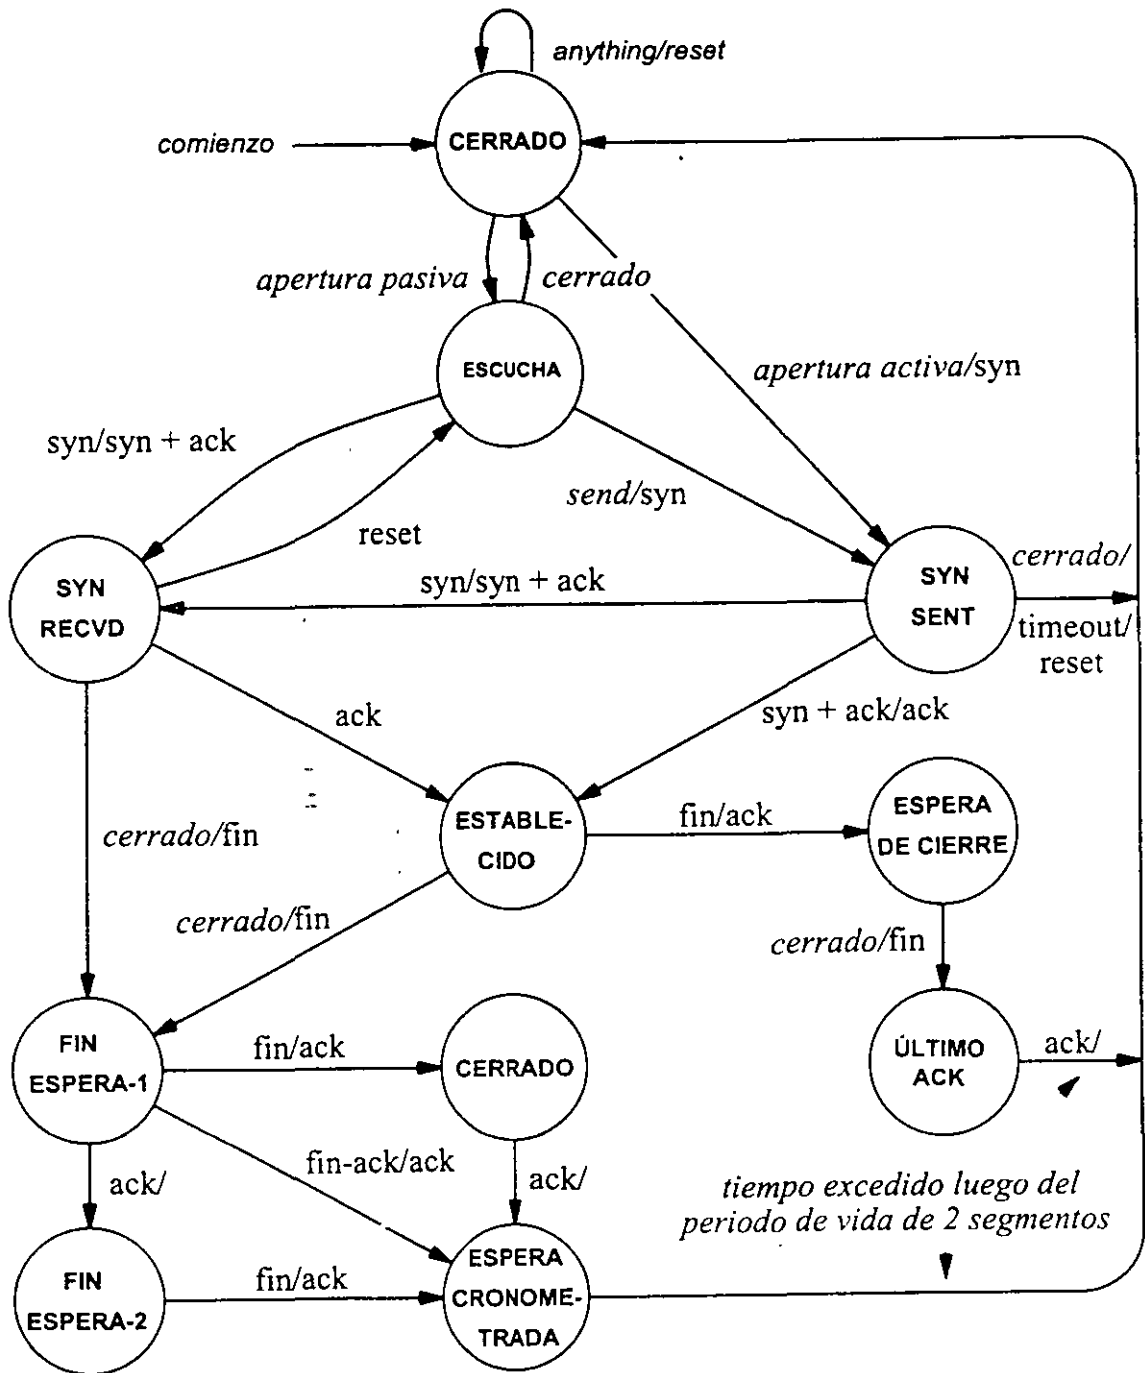 anything/reset
comienzo
CERRADO
apertura pasiva
cerrado
ESCUCHA
apertura activa/syn
syn/syn + ack
send/syn
reset
SYN
RECVD
syn/syn + ack
SYN
SENT
cerrado/
timeout/
reset
ack
syn + ack/ack
ESTABLE-
CIDO
fin/ack
ESPERA
DE CIERRE
cerrado/fin
cerrado/fin
cerrado/fin
FIN
ESPERA-1
fin/ack
CERRADO
ÚLTIMO
ACK
ack/
fin-ack/ack
ack/
ack/
tiempo excedido luego del
periodo de vida de 2 segmentos
FIN
ESPERA-2
fin/ack
ESPERA
CRONOME-
TRADA